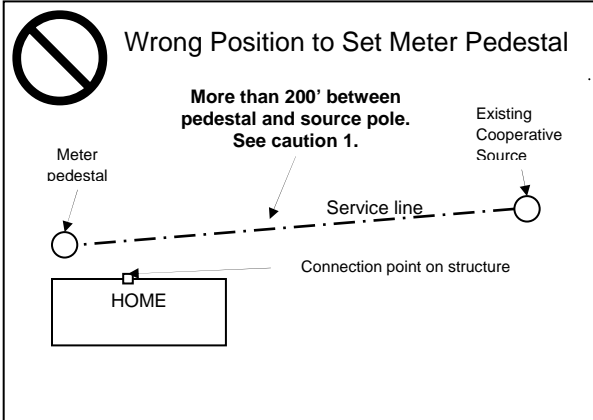 Wrong Position to Set Meter Pedestal
More than 200’ between
pedestal and source pole.
See caution 1.
Existing
Cooperative
Source
Meter
pedestal
Service line
Connection point on structure
HOME